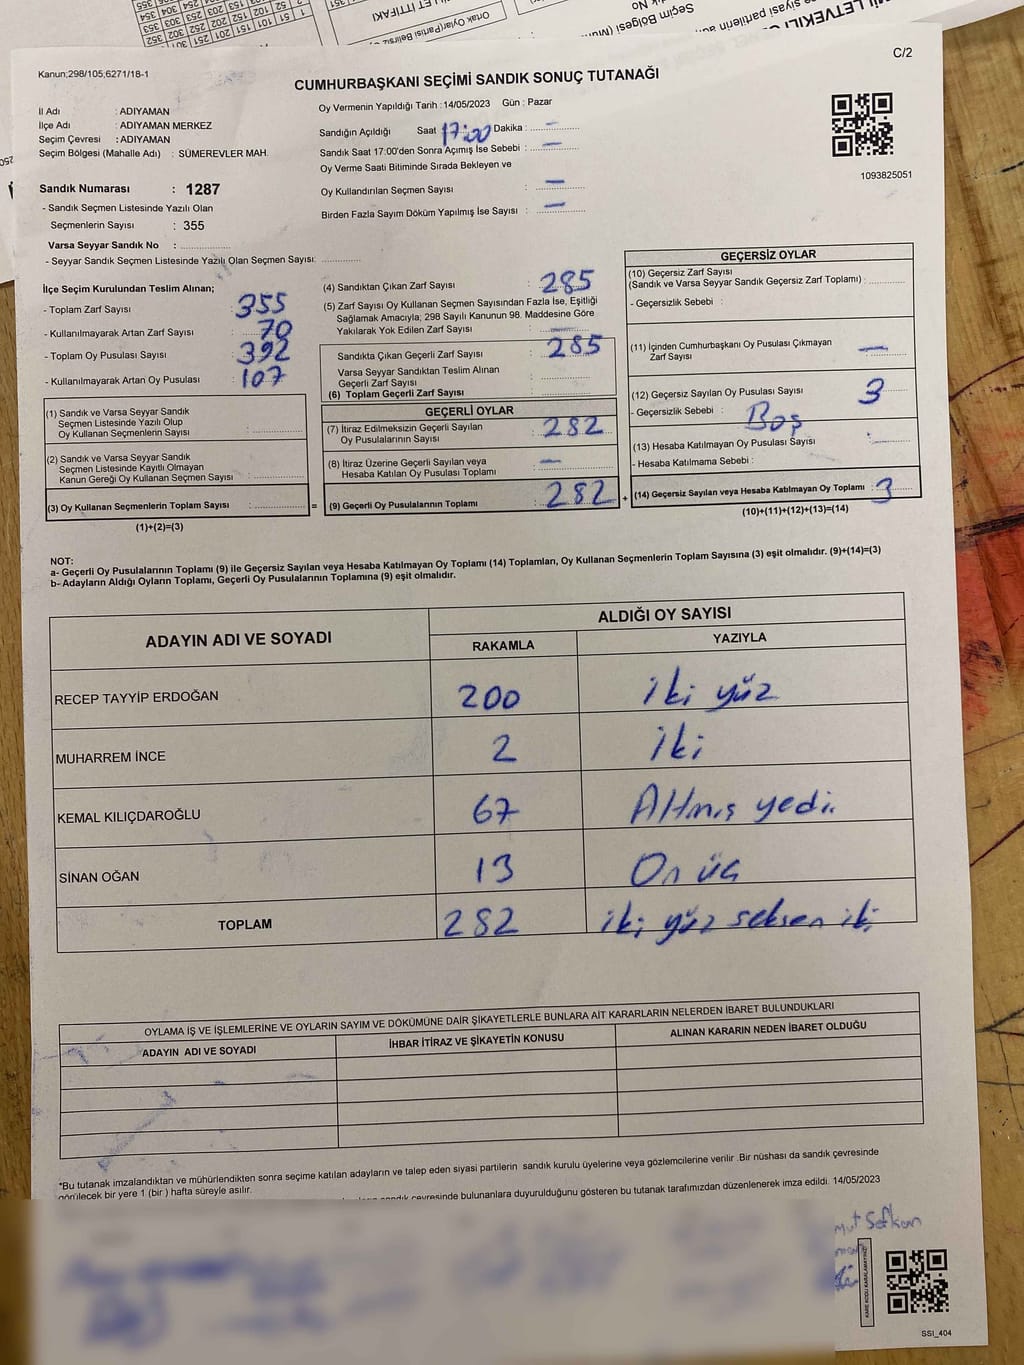 C/2
Kanun;298/105;6271/18-1
CUMHURBAŞKANI SEÇİMİ SANDIK SONUÇ TUTANAĞI
İl Adı : ADIYAMAN
İlçe Adı : ADIYAMAN MERKEZ
Seçim Çevresi : ADIYAMAN
Seçim Bölgesi (Mahalle Adı) : SÜMEREVLER MAH.
Sandık Numarası : 1287
- Sandık Seçmen Listesinde Yazılı Olan
Seçmenlerin Sayısı : 355
Varsa Seyyar Sandık No :
- Seyyar Sandık Seçmen Listesinde Yazılı Olan Seçmen Sayısı:
Oy Vermenin Yapıldığı Tarih :14/05/2023 Gün : Pazar
Sandığın Açıldığı Saat 17:00 Dakika : —
Sandık Saat 17:00'den Sonra Açımış İse Sebebi : —
Oy Verme Saati Bitiminde Sırada Bekleyen ve
Oy Kullandırılan Seçmen Sayısı : —
Birden Fazla Sayım Döküm Yapılmış İse Sayısı : —
1093825051
İlçe Seçim Kurulundan Teslim Alınan;
- Toplam Zarf Sayısı : 355
- Kullanılmayarak Artan Zarf Sayısı : 70
- Toplam Oy Pusulası Sayısı : 392
- Kullanılmayarak Artan Oy Pusulası : 107
(1) Sandık ve Varsa Seyyar Sandık
Seçmen Listesinde Yazılı Olup
Oy Kullanan Seçmenlerin Sayısı :
(2) Sandık ve Varsa Seyyar Sandık
Seçmen Listesinde Kayıtlı Olmayan
Kanun Gereği Oy Kullanan Seçmen Sayısı :
(3) Oy Kullanan Seçmenlerin Toplam Sayısı : =
(1)+(2)=(3)
(4) Sandıktan Çıkan Zarf Sayısı : 285
(5) Zarf Sayısı Oy Kullanan Seçmen Sayısından Fazla İse, Eşitliği
Sağlamak Amacıyla; 298 Sayılı Kanunun 98. Maddesine Göre
Yakılarak Yok Edilen Zarf Sayısı :
Sandıkta Çıkan Geçerli Zarf Sayısı : 285
Varsa Seyyar Sandıktan Teslim Alınan
Geçerli Zarf Sayısı :
(6) Toplam Geçerli Zarf Sayısı :
GEÇERLİ OYLAR
(7) İtiraz Edilmeksizin Geçerli Sayılan
Oy Pusulalarının Sayısı : 282
(8) İtiraz Üzerine Geçerli Sayılan veya
Hesaba Katılan Oy Pusulası Toplamı : —
(9) Geçerli Oy Pusulalarının Toplamı : 282 +
GEÇERSİZ OYLAR
(10) Geçersiz Zarf Sayısı
(Sandık ve Varsa Seyyar Sandık Geçersiz Zarf Toplamı) :
- Geçersizlik Sebebi :
(11) İçinden Cumhurbaşkanı Oy Pusulası Çıkmayan
Zarf Sayısı : —
(12) Geçersiz Sayılan Oy Pusulası Sayısı : 3
- Geçersizlik Sebebi : Boş
(13) Hesaba Katılmayan Oy Pusulası Sayısı :
- Hesaba Katılmama Sebebi :
(14) Geçersiz Sayılan veya Hesaba Katılmayan Oy Toplamı : 3
(10)+(11)+(12)+(13)=(14)
NOT:
a- Geçerli Oy Pusulalarının Toplamı (9) ile Geçersiz Sayılan veya Hesaba Katılmayan Oy Toplamı (14) Toplamları, Oy Kullanan Seçmenlerin Toplam Sayısına (3) eşit olmalıdır. (9)+(14)=(3)
b- Adayların Aldığı Oyların Toplamı, Geçerli Oy Pusulalarının Toplamına (9) eşit olmalıdır.
ADAYIN ADI VE SOYADI
ALDIĞI OY SAYISI
RAKAMLA YAZIYLA
RECEP TAYYİP ERDOĞAN 200 iki yüz
MUHARREM İNCE 2 iki
KEMAL KILIÇDAROĞLU 67 Altmış yedi
SİNAN OĞAN 13 On üç
TOPLAM 282 iki yüz seksen iki
OYLAMA İŞ VE İŞLEMLERİNE VE OYLARIN SAYIM VE DÖKÜMÜNE DAİR ŞİKAYETLERLE BUNLARA AİT KARARLARIN NELERDEN İBARET BULUNDUKLARI
ADAYIN ADI VE SOYADI İHBAR İTİRAZ VE ŞİKAYETİN KONUSU ALINAN KARARIN NEDEN İBARET OLDUĞU
*Bu tutanak imzalandıktan ve mühürlendikten sonra seçime katılan adayların ve talep eden siyasi partilerin sandık kurulu üyelerine veya gözlemcilerine verilir .Bir nüshası da sandık çevresinde
görülecek bir yere 1 (bir ) hafta süreyle asılır.
sandık çevresinde bulunanlara duyurulduğunu gösteren bu tutanak tarafımızdan düzenlenerek imza edildi. 14/05/2023
KARE KODU KARALAMAYINIZ
SSI_404